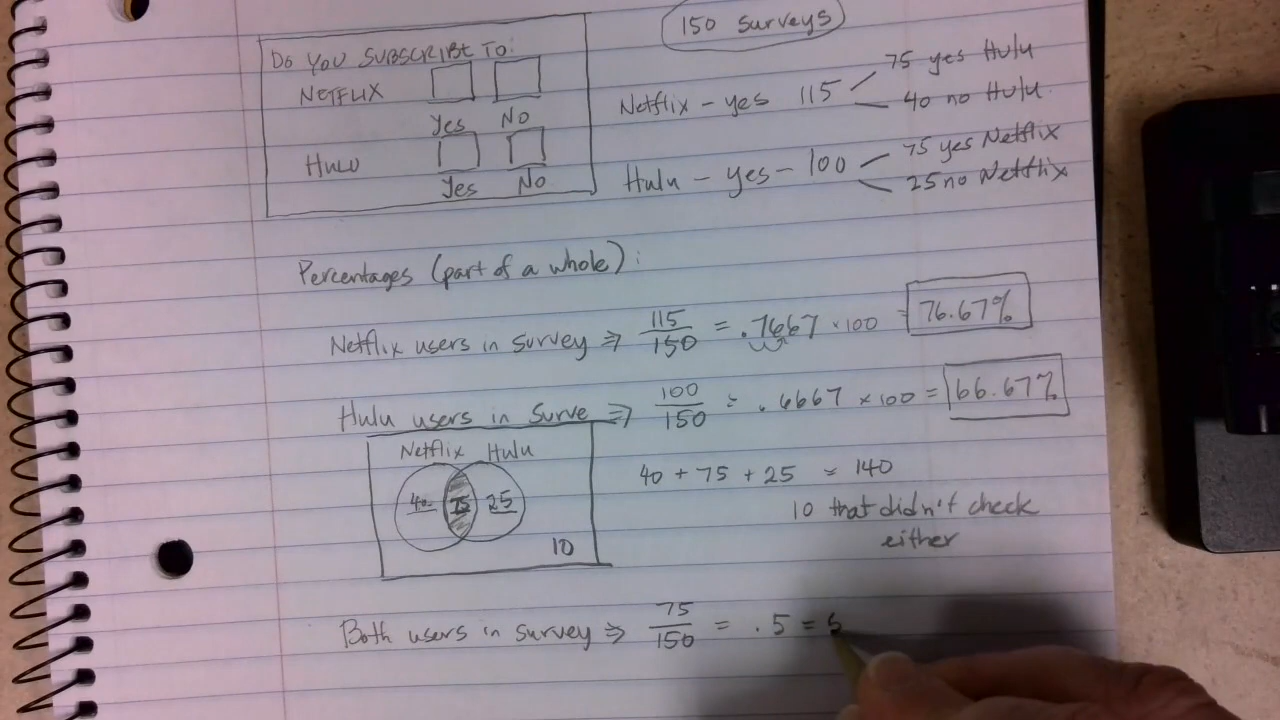 150 surveys
DO YOU SUBSCRIBE TO:
NETFLIX
Yes No
HULU
Yes No
Netflix - yes 115
75 yes Hulu
40 no Hulu
Hulu - yes - 100
75 yes Netflix
25 no Netflix
Percentages (part of a whole):
Netflix users in survey ⇒ 115/150 = .7667 × 100 = 76.67%
Hulu users in Surve ⇒ 100/150 = .6667 × 100 = 66.67%
Netflix Hulu
40 75 25
10
40 + 75 + 25 = 140
10 that didn't check
either
Both users in survey ⇒ 75/150 = .5 = 5